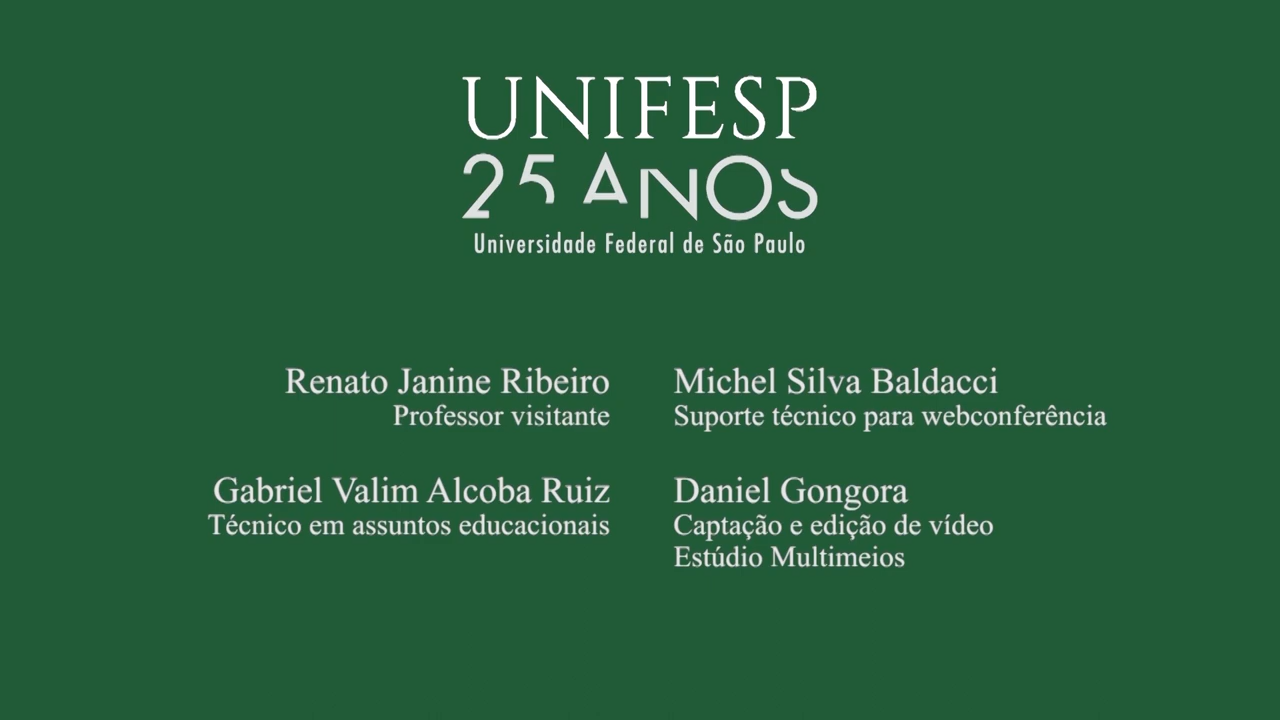 UNIFESP
25 ANOS
Universidade Federal de São Paulo
Renato Janine Ribeiro
Professor visitante
Gabriel Valim Alcoba Ruiz
Técnico em assuntos educacionais
Michel Silva Baldacci
Suporte técnico para webconferência
Daniel Gongora
Captação e edição de vídeo
Estúdio Multimeios